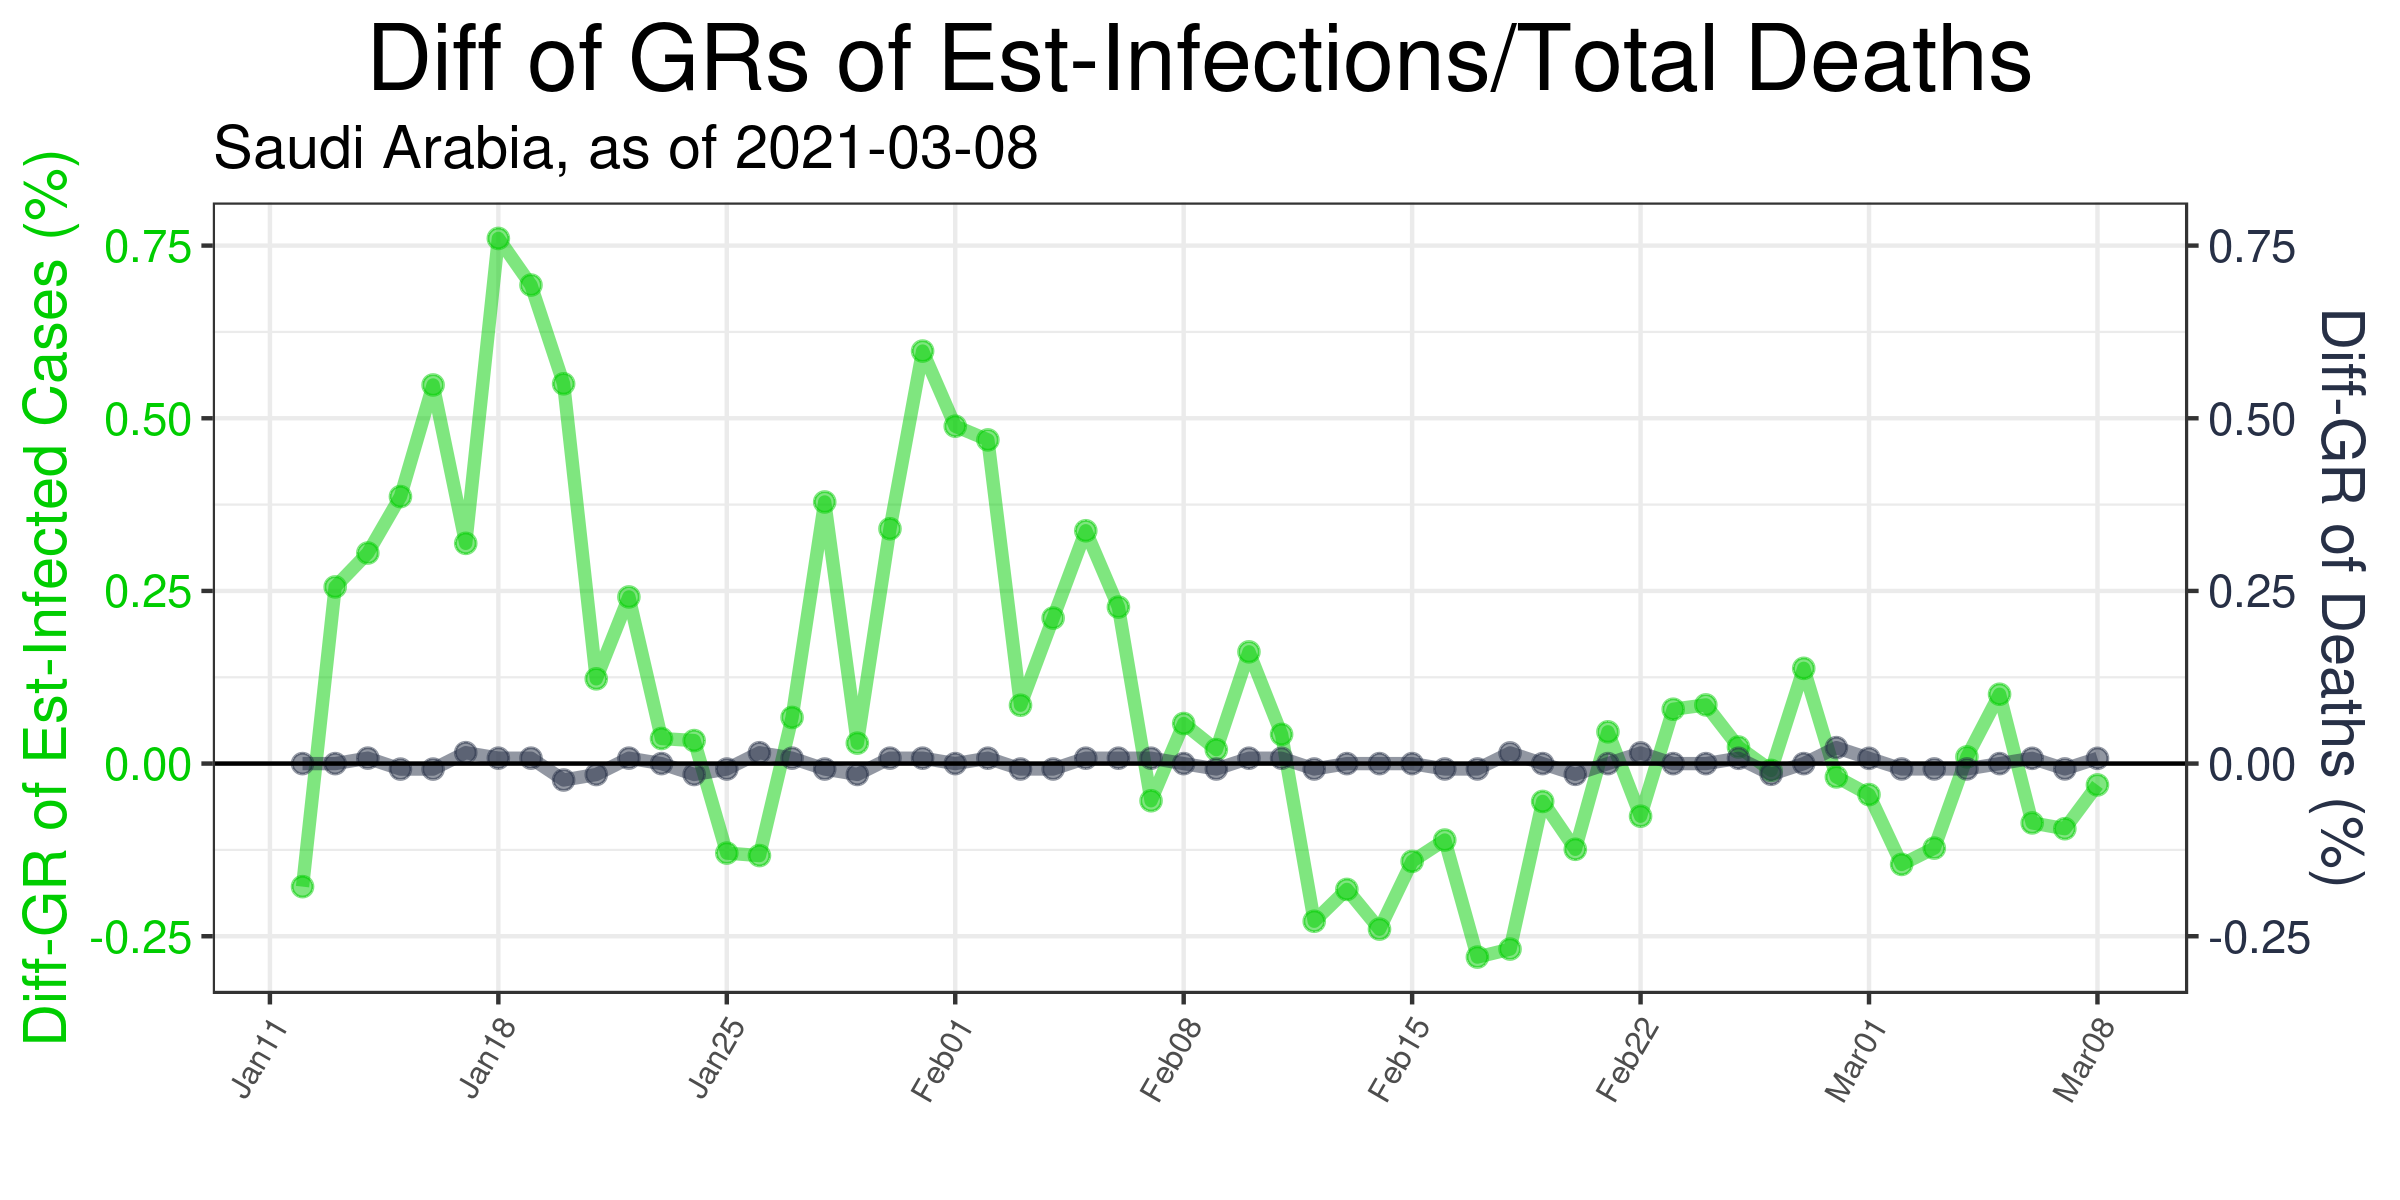 Diff of GRs of Est-Infections/Total Deaths
Saudi Arabia, as of 2021-03-08
Diff-GR of Est-Infected Cases (%)
0.75
0.50
0.25
0.00
-0.25
0.75
0.50
0.25
0.00
-0.25
Diff-GR of Deaths (%)
Jan11
Jan18
Jan25
Feb01
Feb08
Feb15
Feb22
Mar01
Mar08